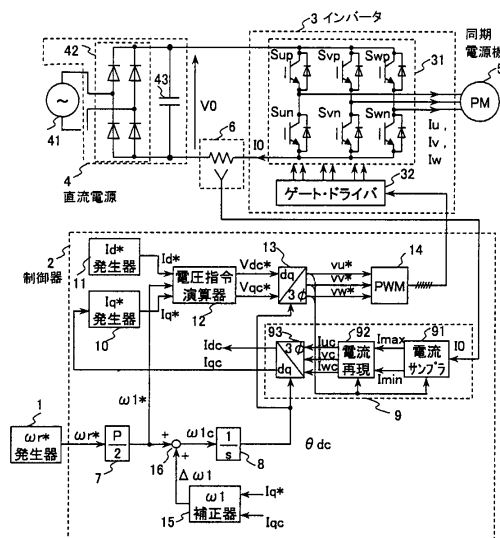 3 インバータ
同期
電源機
5
42
Sup
Svp
Swp
31
43
V0
6
I0
Sun
Svn
Swn
PM
Iu,
Iv,
Iw
41
4
直流電源
ゲート・ドライバ
32
2
制御器
Id*
発生器
11
Id*
Iq*
発生器
10
Iq*
電圧指令
演算器
12
Vdc*
Vqc*
13
dq
3φ
vu*
vv*
vw*
14
PWM
93
3φ
dq
Idc
Iqc
Iuc
Ivc
Iwc
92
電流
再現
Imax
Imin
91
電流
サンプラ
I0
9
ω1*
1
ωr*
発生器
ωr*
P
2
7
16
+
+
ω1c
1
s
8
θdc
Δω1
ω1
補正器
15
Iq*
Iqc